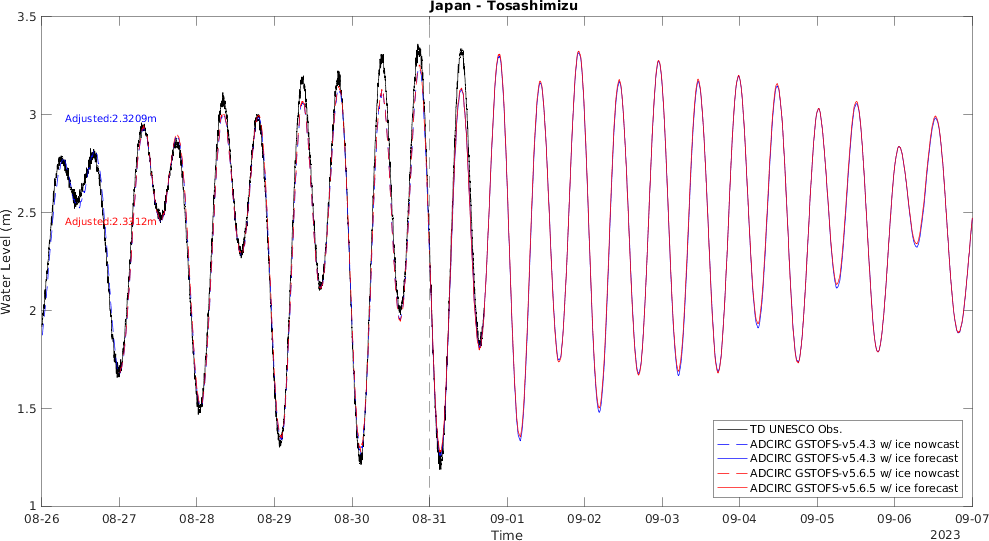 Japan - Tosashimizu
3.5
3
2.5
2
1.5
1
Water Level (m)
Adjusted:2.3209m
Adjusted:2.3312m
TD UNESCO Obs.
ADCIRC GSTOFS-v5.4.3 w/ ice nowcast
ADCIRC GSTOFS-v5.4.3 w/ ice forecast
ADCIRC GSTOFS-v5.6.5 w/ ice nowcast
ADCIRC GSTOFS-v5.6.5 w/ ice forecast
08-26 08-27 08-28 08-29 08-30 08-31 09-01 09-02 09-03 09-04 09-05 09-06 09-07
Time
2023